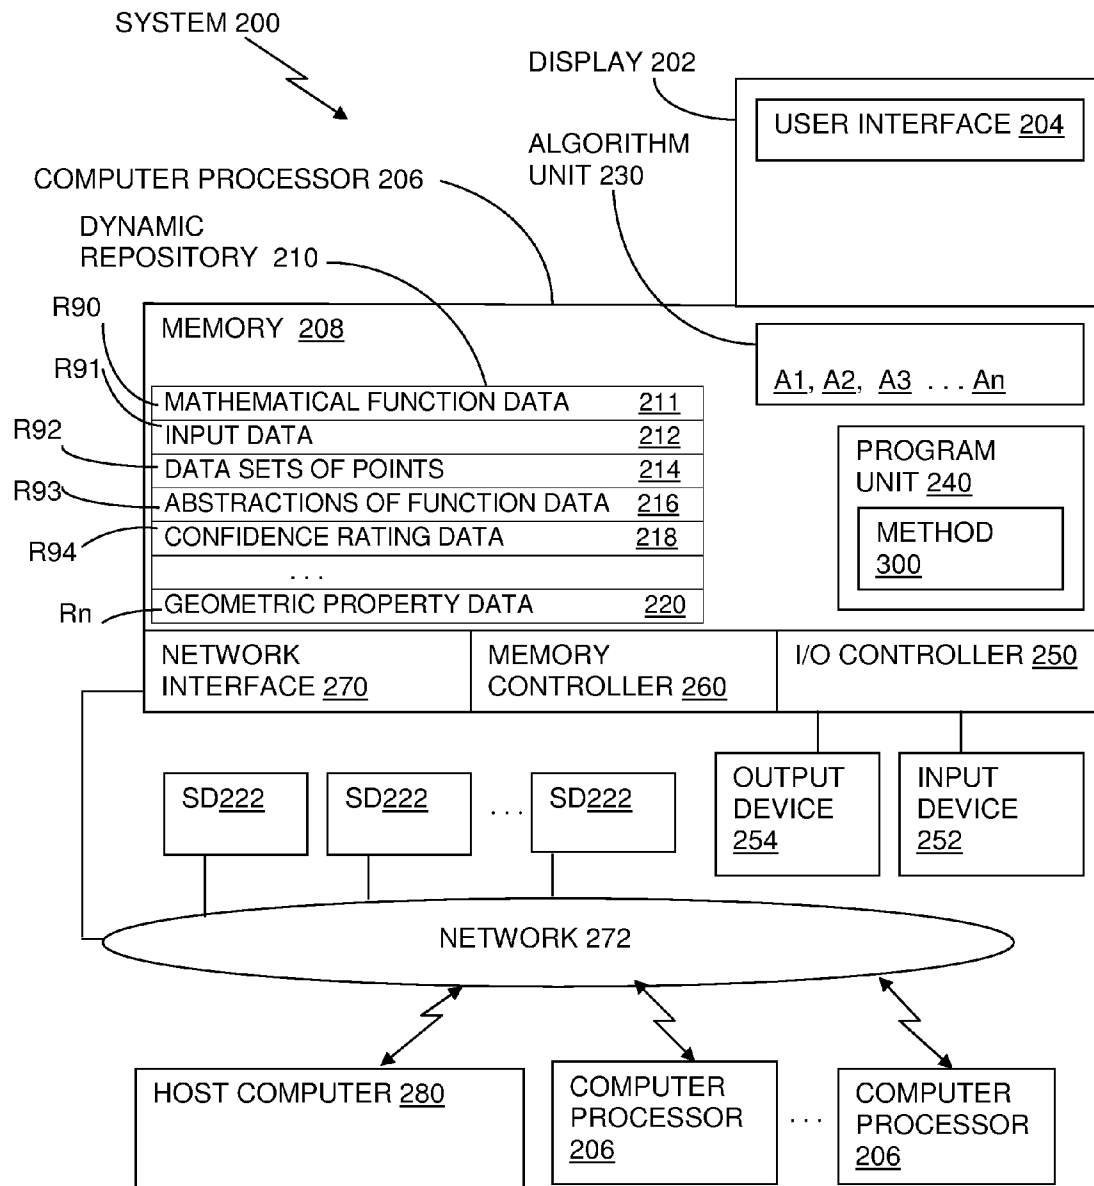 SYSTEM 200
DISPLAY 202
USER INTERFACE 204
ALGORITHM
UNIT 230
COMPUTER PROCESSOR 206
DYNAMIC
REPOSITORY 210
R90
MEMORY 208
R91
A1, A2, A3 . . . An
MATHEMATICAL FUNCTION DATA 211
INPUT DATA 212
R92
DATA SETS OF POINTS 214
R93
ABSTRACTIONS OF FUNCTION DATA 216
R94
CONFIDENCE RATING DATA 218
. . .
Rn
GEOMETRIC PROPERTY DATA 220
PROGRAM
UNIT 240
METHOD
300
NETWORK
INTERFACE 270
MEMORY
CONTROLLER 260
I/O CONTROLLER 250
SD222
SD222
. . .
SD222
OUTPUT
DEVICE
254
INPUT
DEVICE
252
NETWORK 272
HOST COMPUTER 280
COMPUTER
PROCESSOR
206
. . .
COMPUTER
PROCESSOR
206